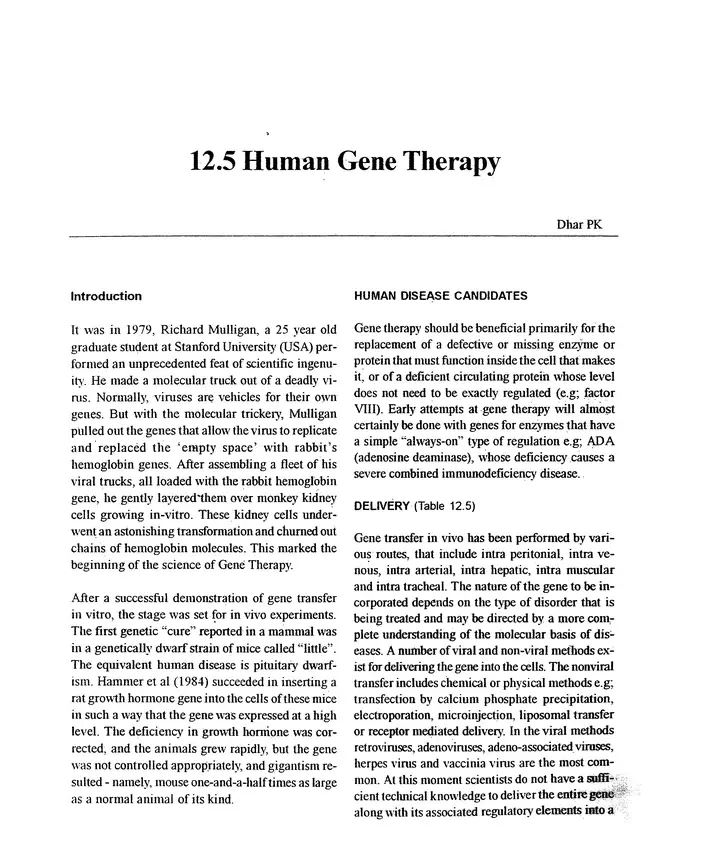 12.5 Human Gene Therapy
Dhar PK
Introduction
It was in 1979, Richard Mulligan, a 25 year old
graduate student at Stanford University (USA) per-
formed an unprecedented feat of scientific ingenu-
ity. He made a molecular truck out of a deadly vi-
rus. Normally, viruses are vehicles for their own
genes. But with the molecular trickery, Mulligan
pulled out the genes that allow the virus to replicate
and replaced the ‘empty space’ with rabbit’s
hemoglobin genes. After assembling a fleet of his
viral trucks, all loaded with the rabbit hemoglobin
gene, he gently layered them over monkey kidney
cells growing in-vitro. These kidney cells under-
went an astonishing transformation and churned out
chains of hemoglobin molecules. This marked the
beginning of the science of Gene Therapy.
After a successful demonstration of gene transfer
in vitro, the stage was set for in vivo experiments.
The first genetic “cure” reported in a mammal was
in a genetically dwarf strain of mice called “little”.
The equivalent human disease is pituitary dwarf-
ism. Hammer et al (1984) succeeded in inserting a
rat growth hormone gene into the cells of these mice
in such a way that the gene was expressed at a high
level. The deficiency in growth hormone was cor-
rected, and the animals grew rapidly, but the gene
was not controlled appropriately, and gigantism re-
sulted - namely, mouse one-and-a-half times as large
as a normal animal of its kind.
HUMAN DISEASE CANDIDATES
Gene therapy should be beneficial primarily for the
replacement of a defective or missing enzyme or
protein that must function inside the cell that makes
it, or of a deficient circulating protein whose level
does not need to be exactly regulated (e.g; factor
VIII). Early attempts at gene therapy will almost
certainly be done with genes for enzymes that have
a simple “always-on” type of regulation e.g; ADA
(adenosine deaminase), whose deficiency causes a
severe combined immunodeficiency disease.
DELIVERY (Table 12.5)
Gene transfer in vivo has been performed by vari-
ous routes, that include intra peritonial, intra ve-
nous, intra arterial, intra hepatic, intra muscular
and intra tracheal. The nature of the gene to be in-
corporated depends on the type of disorder that is
being treated and may be directed by a more com-
plete understanding of the molecular basis of dis-
eases. A number of viral and non-viral methods ex-
ist for delivering the gene into the cells. The nonviral
transfer includes chemical or physical methods e.g;
transfection by calcium phosphate precipitation,
electroporation, microinjection, liposomal transfer
or receptor mediated delivery. In the viral methods
retroviruses, adenoviruses, adeno-associated viruses,
herpes virus and vaccinia virus are the most com-
mon. At this moment scientists do not have a suffi-
cient technical knowledge to deliver the entire gene
along with its associated regulatory elements into a